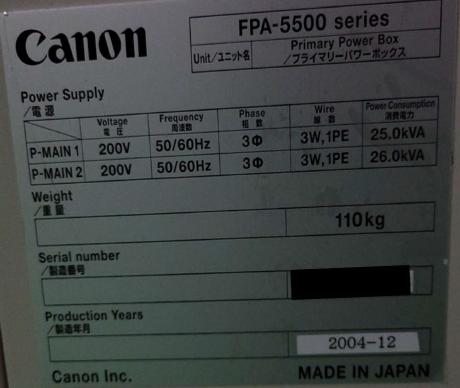 Canon
FPA-5500 series
Unit/ユニット名
Primary Power Box
/プライマリーパワーボックス
Power Supply
/電源
Voltage
電圧
Frequency
周波数
Phase
相数
Wire
線数
Power Consumption
消費電力
P-MAIN 1 200V 50/60Hz 3Φ 3W,1PE 25.0kVA
P-MAIN 2 200V 50/60Hz 3Φ 3W,1PE 26.0kVA
Weight
/重量
110kg
Serial number
/製造番号
Production Years
/製造年月
2004-12
Canon Inc.
MADE IN JAPAN